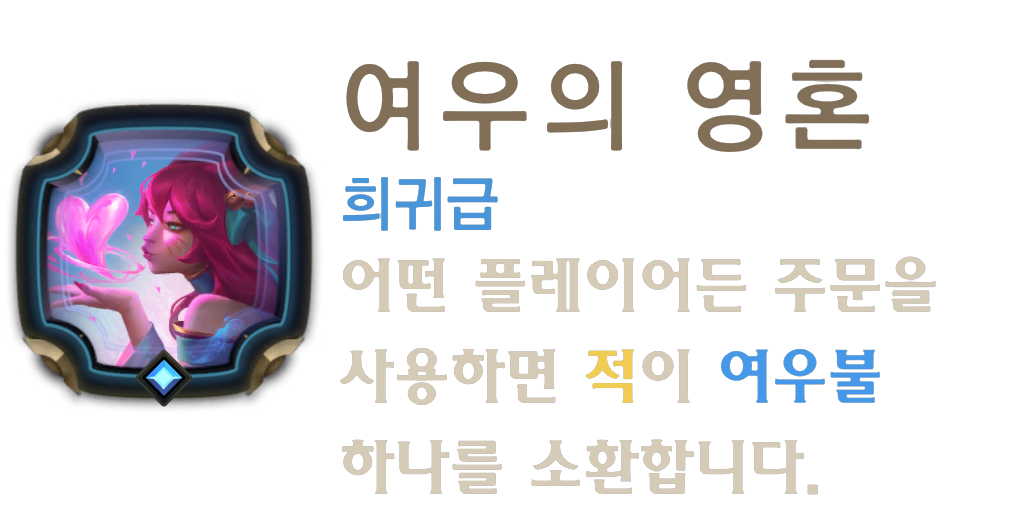 여우의 영혼
희귀급
어떤 플레이어든 주문을
사용하면 적이 여우불
하나를 소환합니다.